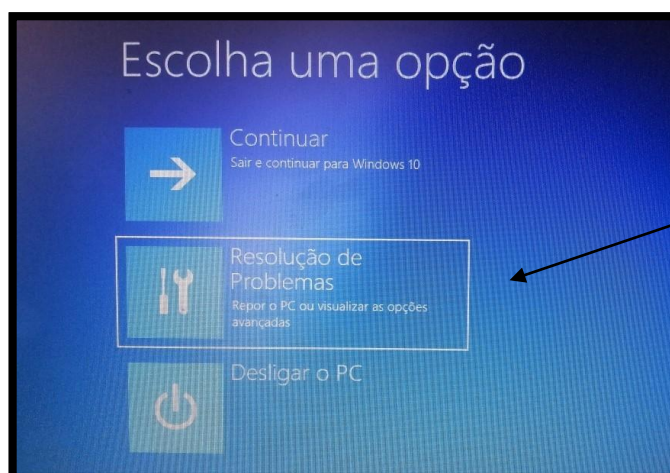 Escolha uma opção
Continuar
Sair e continuar para Windows 10
Resolução de
Problemas
Repor o PC ou visualizar as opções
avançadas
Desligar o PC